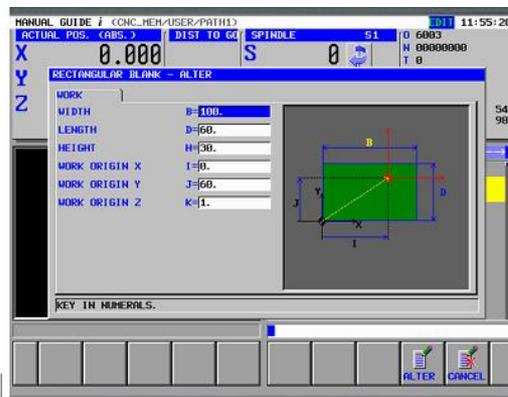 MANUAL GUIDE i (CNC_MEM/USER/PATH1) EDIT 11:55:20
ACTUAL POS. (ABS.) DIST TO GO SPINDLE S1 O 6003
N 00000000
X 0.000 S 0 T 0
Y
Z
54
98
RECTANGULAR BLANK - ALTER
WORK
WIDTH B=100.
LENGTH D=60.
HEIGHT H=30.
WORK ORIGIN X I=0.
WORK ORIGIN Y J=60.
WORK ORIGIN Z K=1.
B
D
J
Y
X
I
KEY IN NUMERALS.
ALTER CANCEL